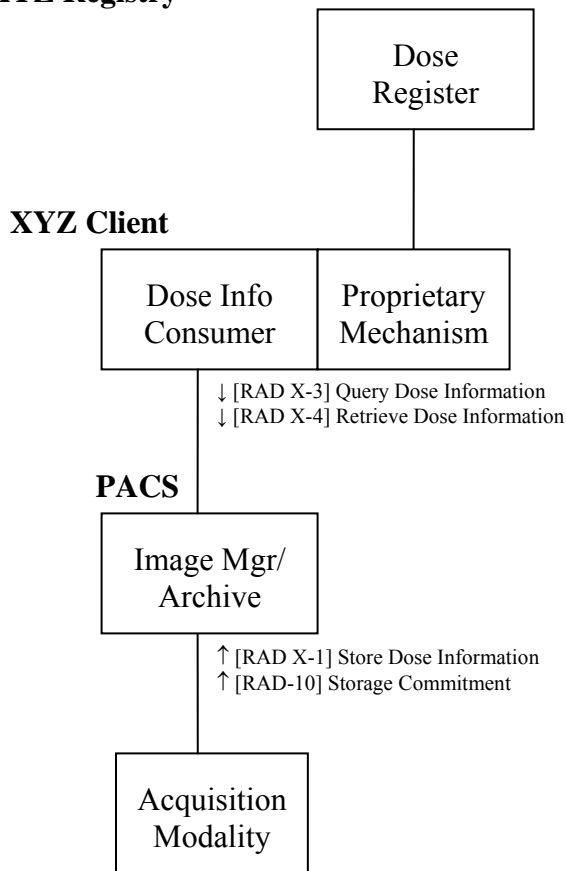 Registry
Dose
Register
XYZ Client
Dose Info
Consumer
Proprietary
Mechanism
↓ [RAD X-3] Query Dose Information
↓ [RAD X-4] Retrieve Dose Information
PACS
Image Mgr/
Archive
↑ [RAD X-1] Store Dose Information
↑ [RAD-10] Storage Commitment
Acquisition
Modality